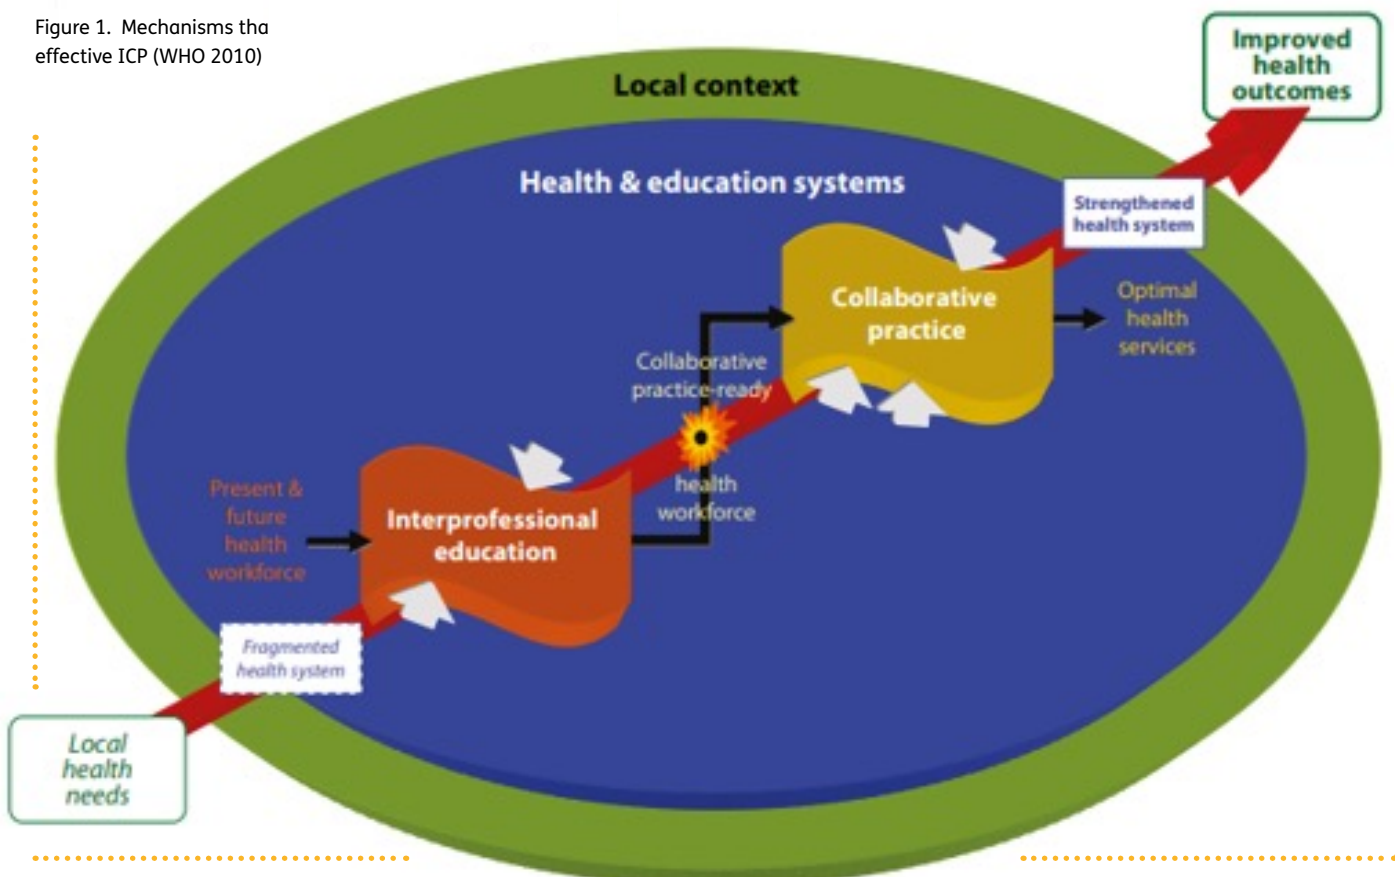 Figure 1. Mechanisms tha
effective ICP (WHO 2010)
Improved
health
outcomes
Local context
Health & education systems
Strengthened
health system
Collaborative
practice
Optimal
health
services
Collaborative
practice-ready
health
workforce
Present &
future
health
workforce
Interprofessional
education
Fragmented
health system
Local
health
needs